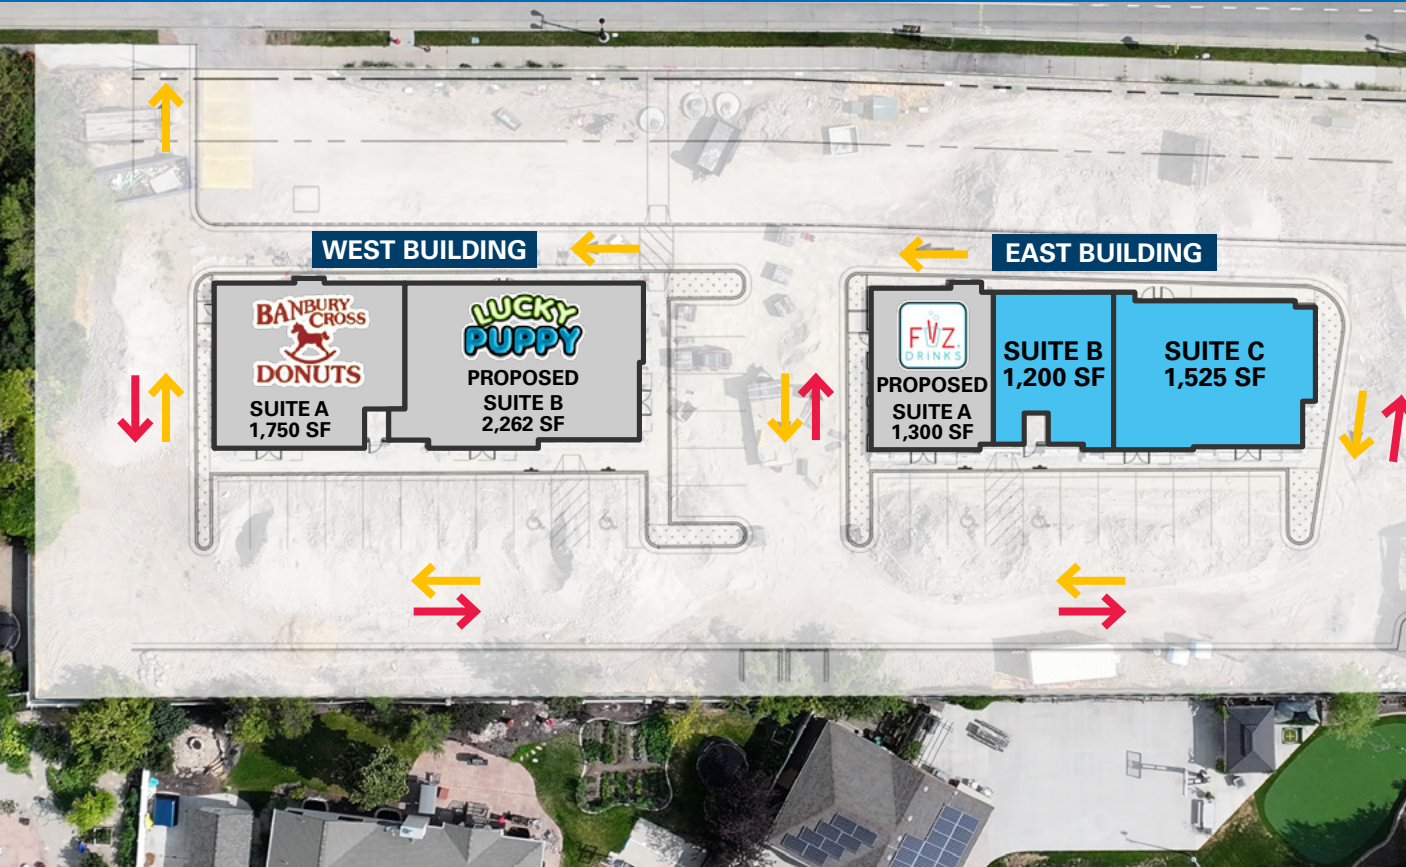 WEST BUILDING
EAST BUILDING
BANBURY
CROSS
DONUTS
SUITE A
1,750 SF
LUCKY
PUPPY
PROPOSED
SUITE B
2,262 SF
FIIZ
DRINKS
PROPOSED
SUITE A
1,300 SF
SUITE B
1,200 SF
SUITE C
1,525 SF